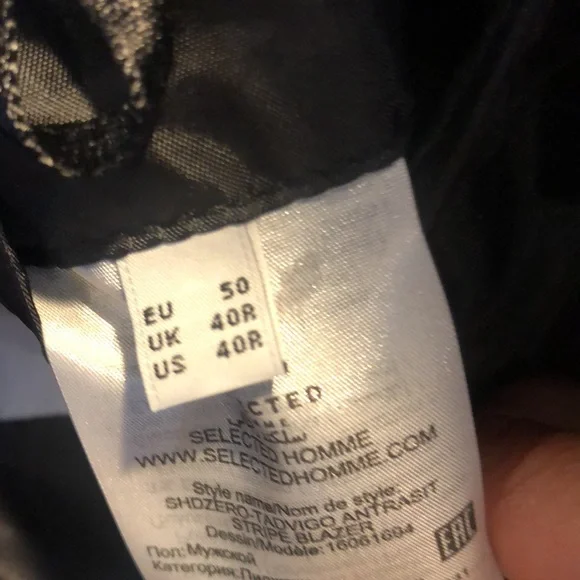 EU 50
UK 40R
US 40R
CTED
SELECTED HOMME
WWW.SELECTEDHOMME.COM
Style name/Nom de style:
SHDZERO-TADVIGO ANTRASIT
STRIPE BLAZER
Dessin/Modèle: 16061694
Пол: Мужской
Категория:
EAC